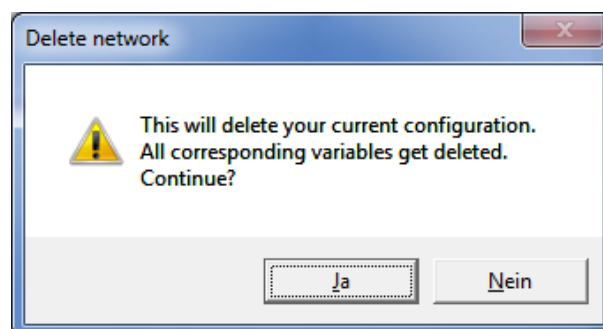 Delete network
This will delete your current configuration.
All corresponding variables get deleted.
Continue?
Ja
Nein